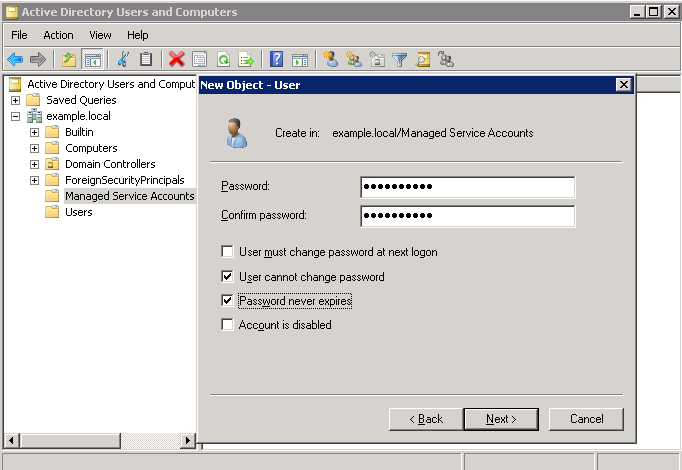 Active Directory Users and Computers
File Action View Help
Active Directory Users and Comput
Saved Queries
example.local
Builtin
Computers
Domain Controllers
ForeignSecurityPrincipals
Managed Service Accounts
Users
New Object - User
Create in: example.local/Managed Service Accounts
Password: ●●●●●●●●●●
Confirm password: ●●●●●●●●●●
User must change password at next logon
User cannot change password
Password never expires
Account is disabled
< Back Next > Cancel